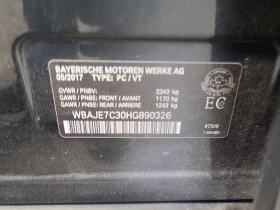 BAYERISCHE MOTOREN WERKE AG
05/2017 TYPE: PC / VT
GVWR / PNBV: 2343 kg
GAWR / PNBE: FRONT / AVANT 1170 kg
GAWR / PNBE: REAR / ARRIERE 1243 kg
WBAJE7C30HG890326
EC